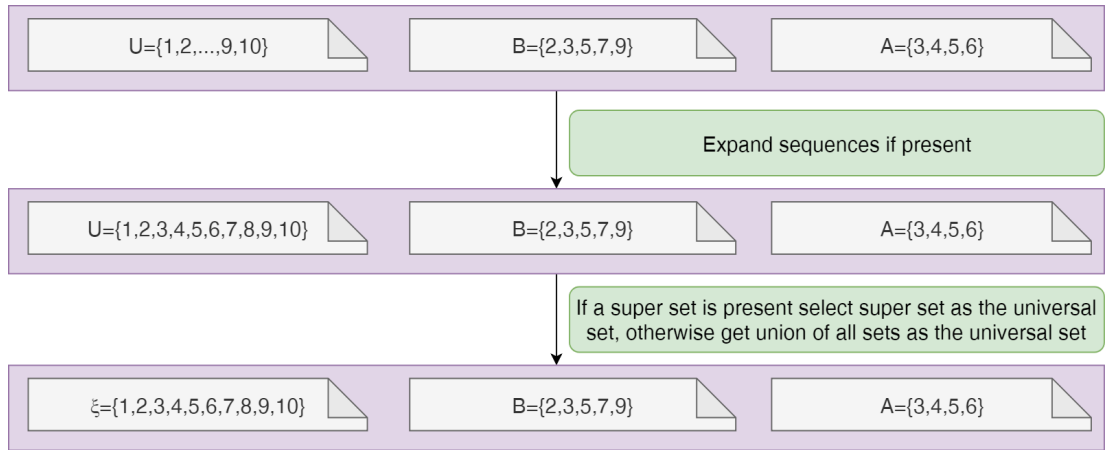 U={1,2,...,9,10}
B={2,3,5,7,9}
A={3,4,5,6}
Expand sequences if present
U={1,2,3,4,5,6,7,8,9,10}
B={2,3,5,7,9}
A={3,4,5,6}
If a super set is present select super set as the universal
set, otherwise get union of all sets as the universal set
ξ={1,2,3,4,5,6,7,8,9,10}
B={2,3,5,7,9}
A={3,4,5,6}